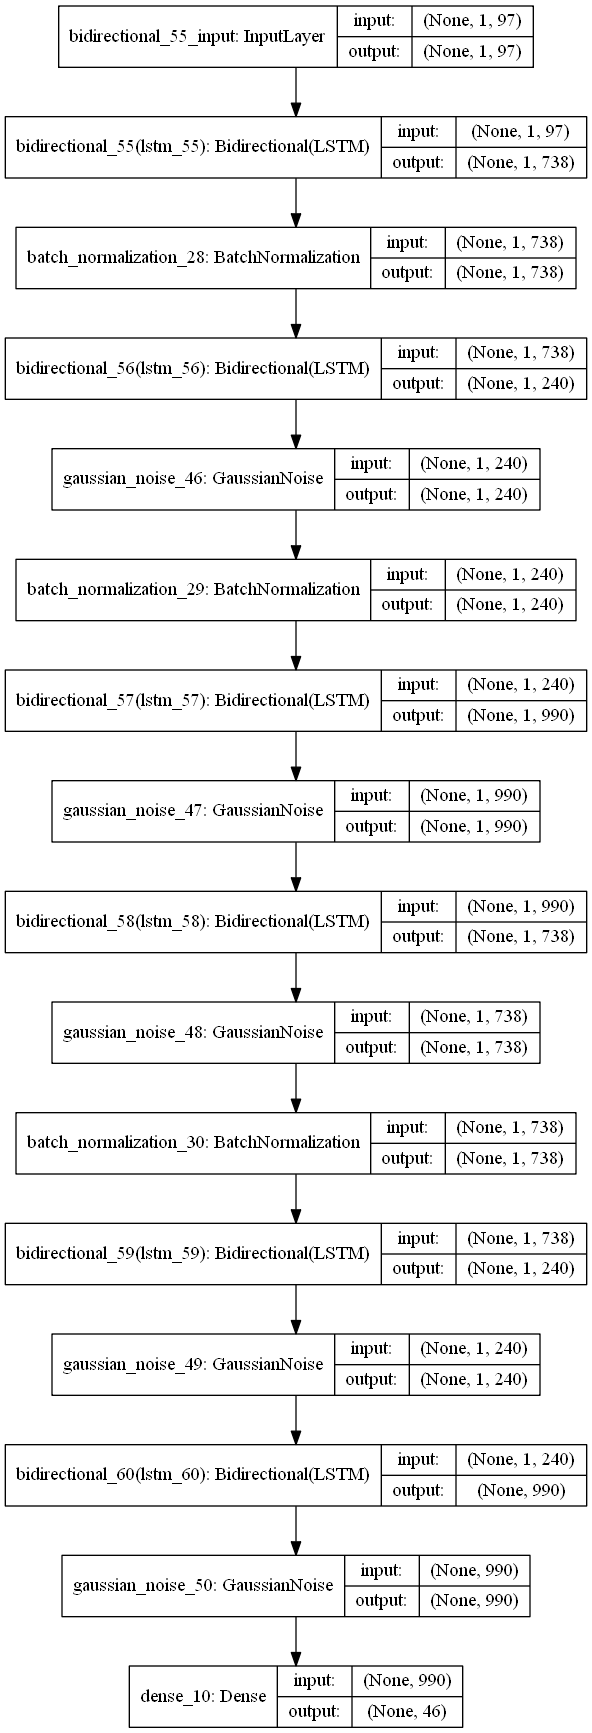 bidirectional_55_input: InputLayer
input: (None, 1, 97)
output: (None, 1, 97)
bidirectional_55(lstm_55): Bidirectional(LSTM)
input: (None, 1, 97)
output: (None, 1, 738)
batch_normalization_28: BatchNormalization
input: (None, 1, 738)
output: (None, 1, 738)
bidirectional_56(lstm_56): Bidirectional(LSTM)
input: (None, 1, 738)
output: (None, 1, 240)
gaussian_noise_46: GaussianNoise
input: (None, 1, 240)
output: (None, 1, 240)
batch_normalization_29: BatchNormalization
input: (None, 1, 240)
output: (None, 1, 240)
bidirectional_57(lstm_57): Bidirectional(LSTM)
input: (None, 1, 240)
output: (None, 1, 990)
gaussian_noise_47: GaussianNoise
input: (None, 1, 990)
output: (None, 1, 990)
bidirectional_58(lstm_58): Bidirectional(LSTM)
input: (None, 1, 990)
output: (None, 1, 738)
gaussian_noise_48: GaussianNoise
input: (None, 1, 738)
output: (None, 1, 738)
batch_normalization_30: BatchNormalization
input: (None, 1, 738)
output: (None, 1, 738)
bidirectional_59(lstm_59): Bidirectional(LSTM)
input: (None, 1, 738)
output: (None, 1, 240)
gaussian_noise_49: GaussianNoise
input: (None, 1, 240)
output: (None, 1, 240)
bidirectional_60(lstm_60): Bidirectional(LSTM)
input: (None, 1, 240)
output: (None, 990)
gaussian_noise_50: GaussianNoise
input: (None, 990)
output: (None, 990)
dense_10: Dense
input: (None, 990)
output: (None, 46)